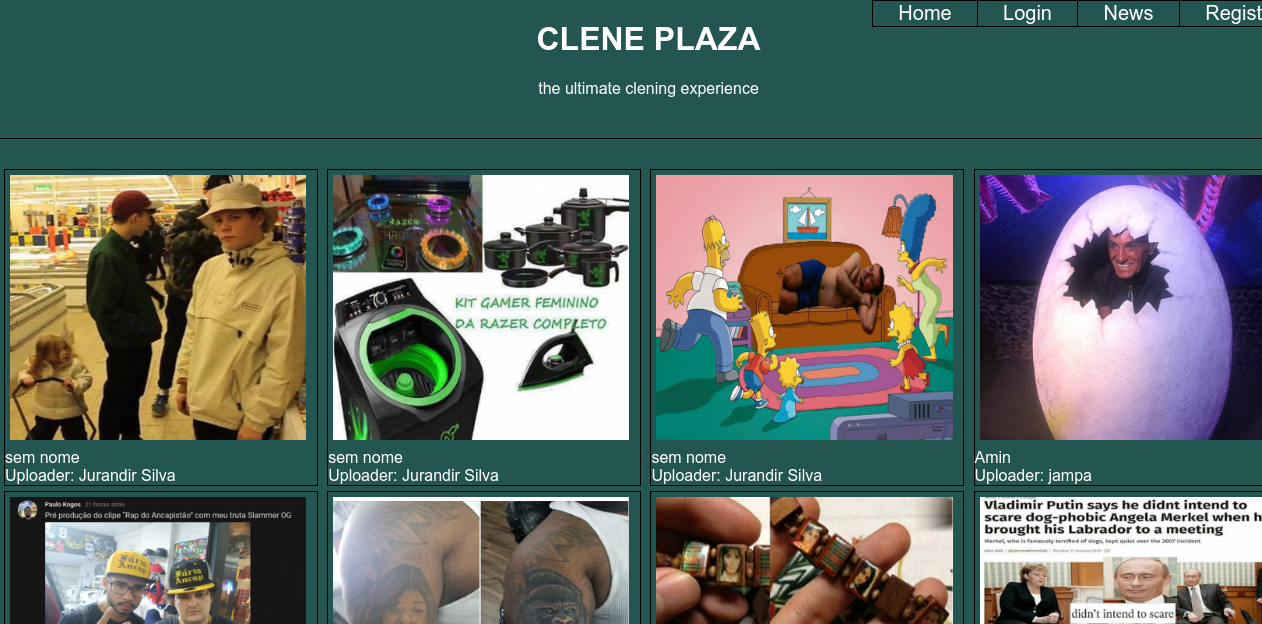 Home Login News Regist
CLENE PLAZA
the ultimate clening experience
RAZER
KIT GAMER FEMININO
DA RAZER COMPLETO
sem nome
Uploader: Jurandir Silva
sem nome
Uploader: Jurandir Silva
sem nome
Uploader: Jurandir Silva
Amin
Uploader: jampa
Paulo Kogos 21 horas atrás
Pré produção do clipe "Rap do Ancapistão" com meu truta Slammer OG
Fúria
Ancap
Fúria
Ancap
Vladimir Putin says he didnt intend to
scare dog-phobic Angela Merkel when h
brought his Labrador to a meeting
Merkel, who is famously terrified of dogs, kept quiet over the 2007 incident
didn't intend to scare